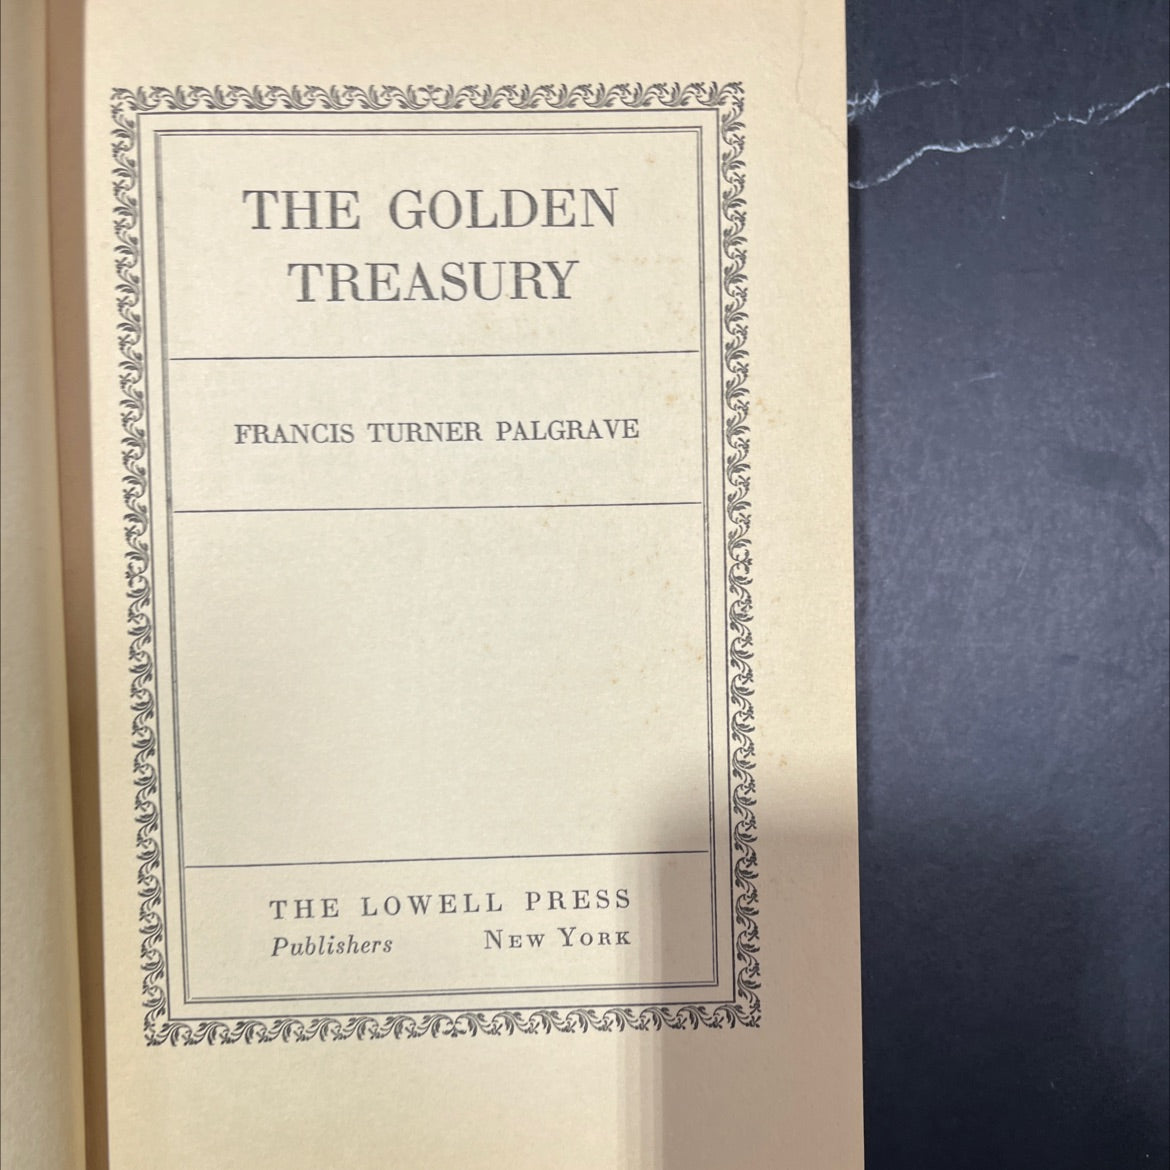 THE GOLDEN
TREASURY
FRANCIS TURNER PALGRAVE
THE LOWELL PRESS
Publishers NEW YORK